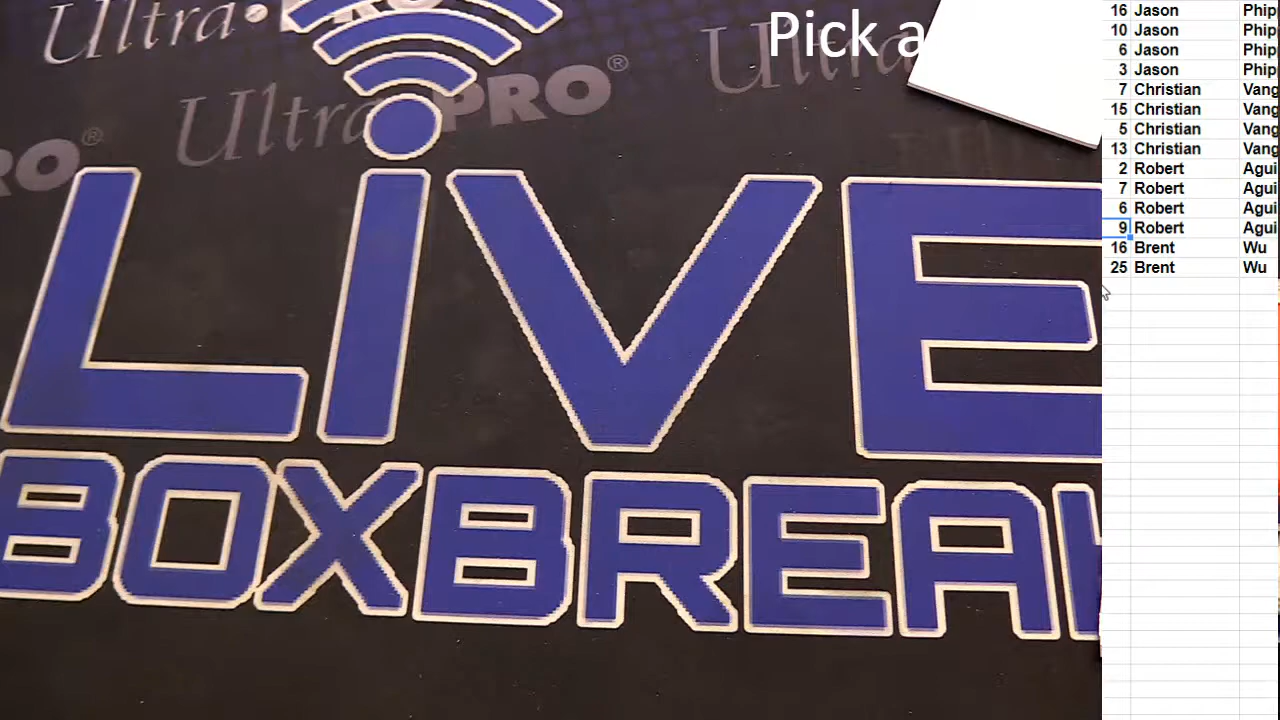 Ultra•PRO
Pick a
Ultra
Ultra PRO®
RO®
LiVE
BOXBREA
16 Jason Phip
10 Jason Phip
6 Jason Phip
3 Jason Phip
7 Christian Vang
15 Christian Vang
5 Christian Vang
13 Christian Vang
2 Robert Agui
7 Robert Agui
6 Robert Agui
9 Robert Agui
16 Brent Wu
25 Brent Wu